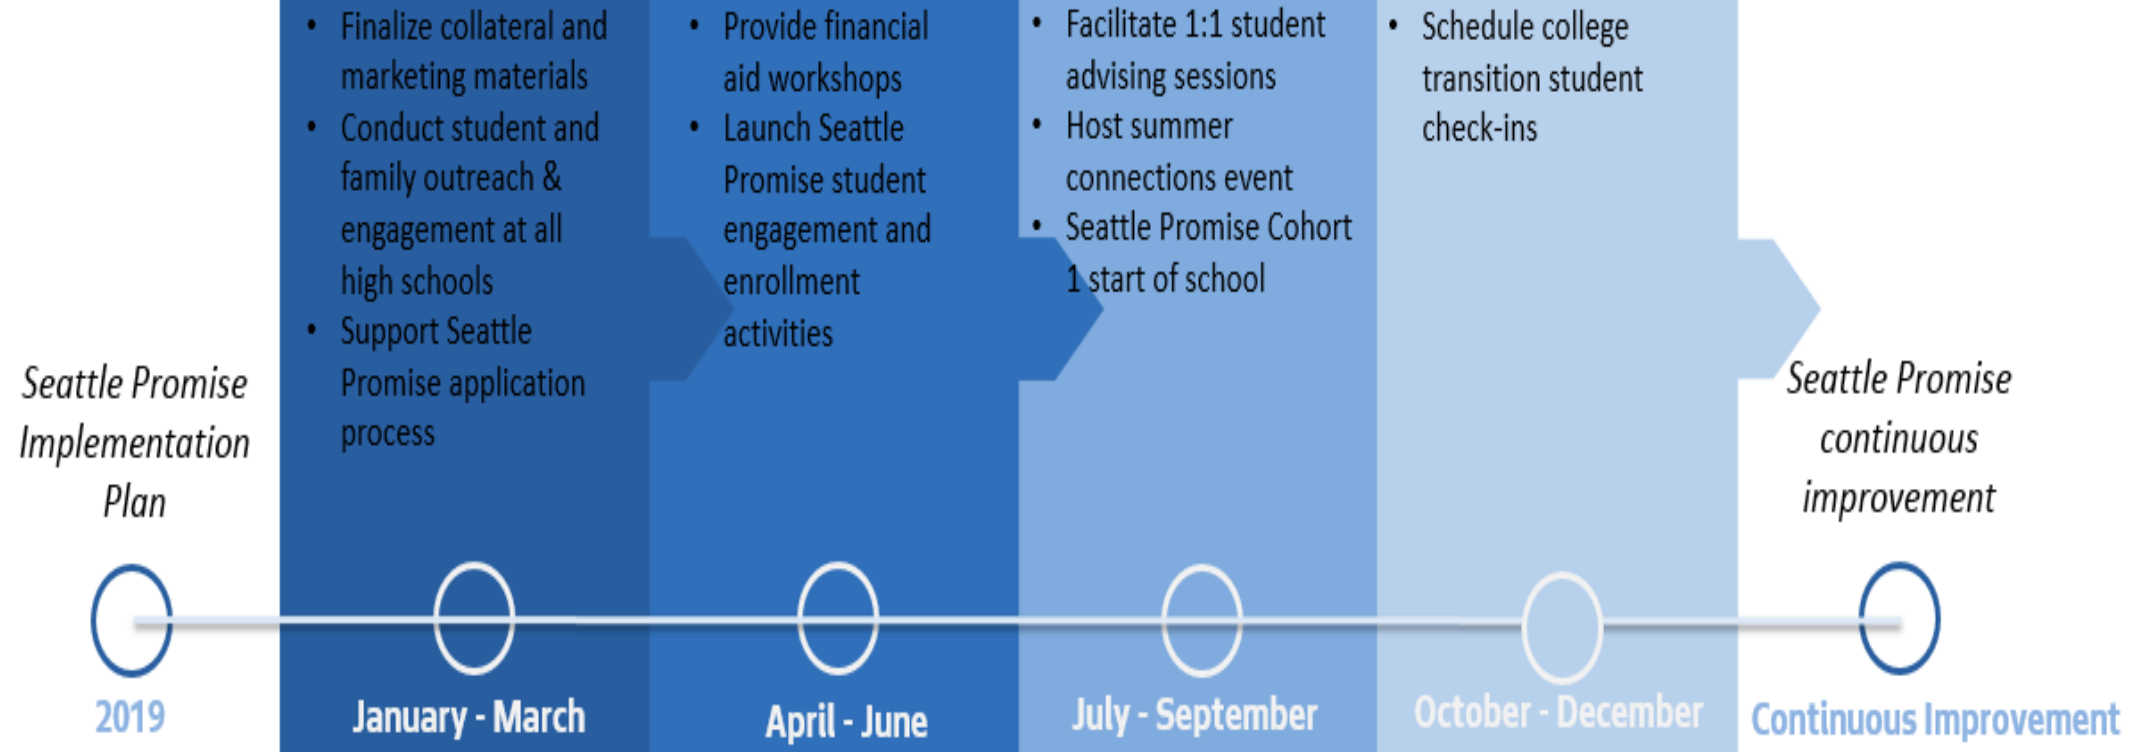 Seattle Promise
Implementation
Plan
2019
• Finalize collateral and
marketing materials
• Conduct student and
family outreach &
engagement at all
high schools
• Support Seattle
Promise application
process
January - March
• Provide financial
aid workshops
• Launch Seattle
Promise student
engagement and
enrollment
activities
April - June
• Facilitate 1:1 student
advising sessions
• Host summer
connections event
• Seattle Promise Cohort
1 start of school
July - September
• Schedule college
transition student
check-ins
October - December
Seattle Promise
continuous
improvement
Continuous Improvement